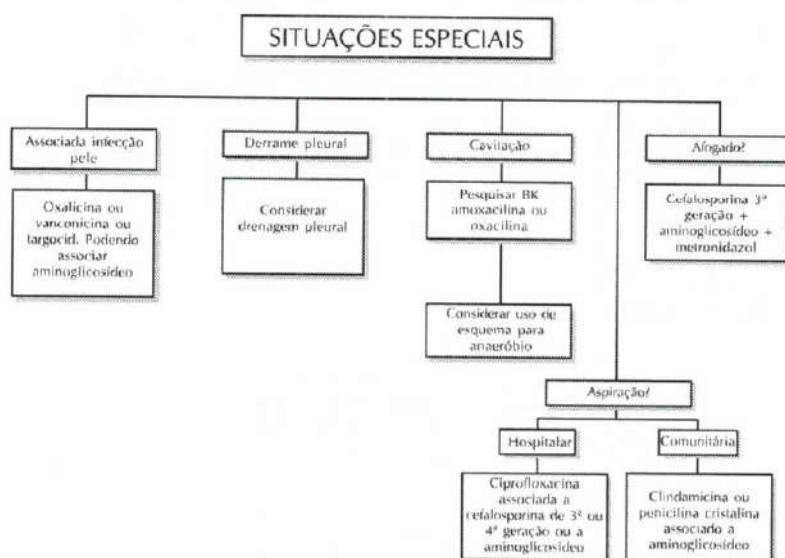 SITUAÇÕES ESPECIAIS
Associada infecção
pele
Oxalicina ou
vanconicina ou
targocid. Podendo
associar
aminoglicosídeo
Derrame pleural
Considerar
drenagem pleural
Cavitação
Pesquisar BK
amoxacilina ou
oxacilina
Considerar uso de
esquema para
anaeróbio
Afogado?
Cefalosporina 3ª
geração +
aminoglicosídeo +
metronidazol
Aspiração?
Hospitalar
Ciprofloxacina
associada a
cefalosporina de 3ª ou
4ª geração ou a
aminoglicosídeo
Comunitária
Clindamicina ou
penicilina cristalina
associado a
aminoglicosídeo